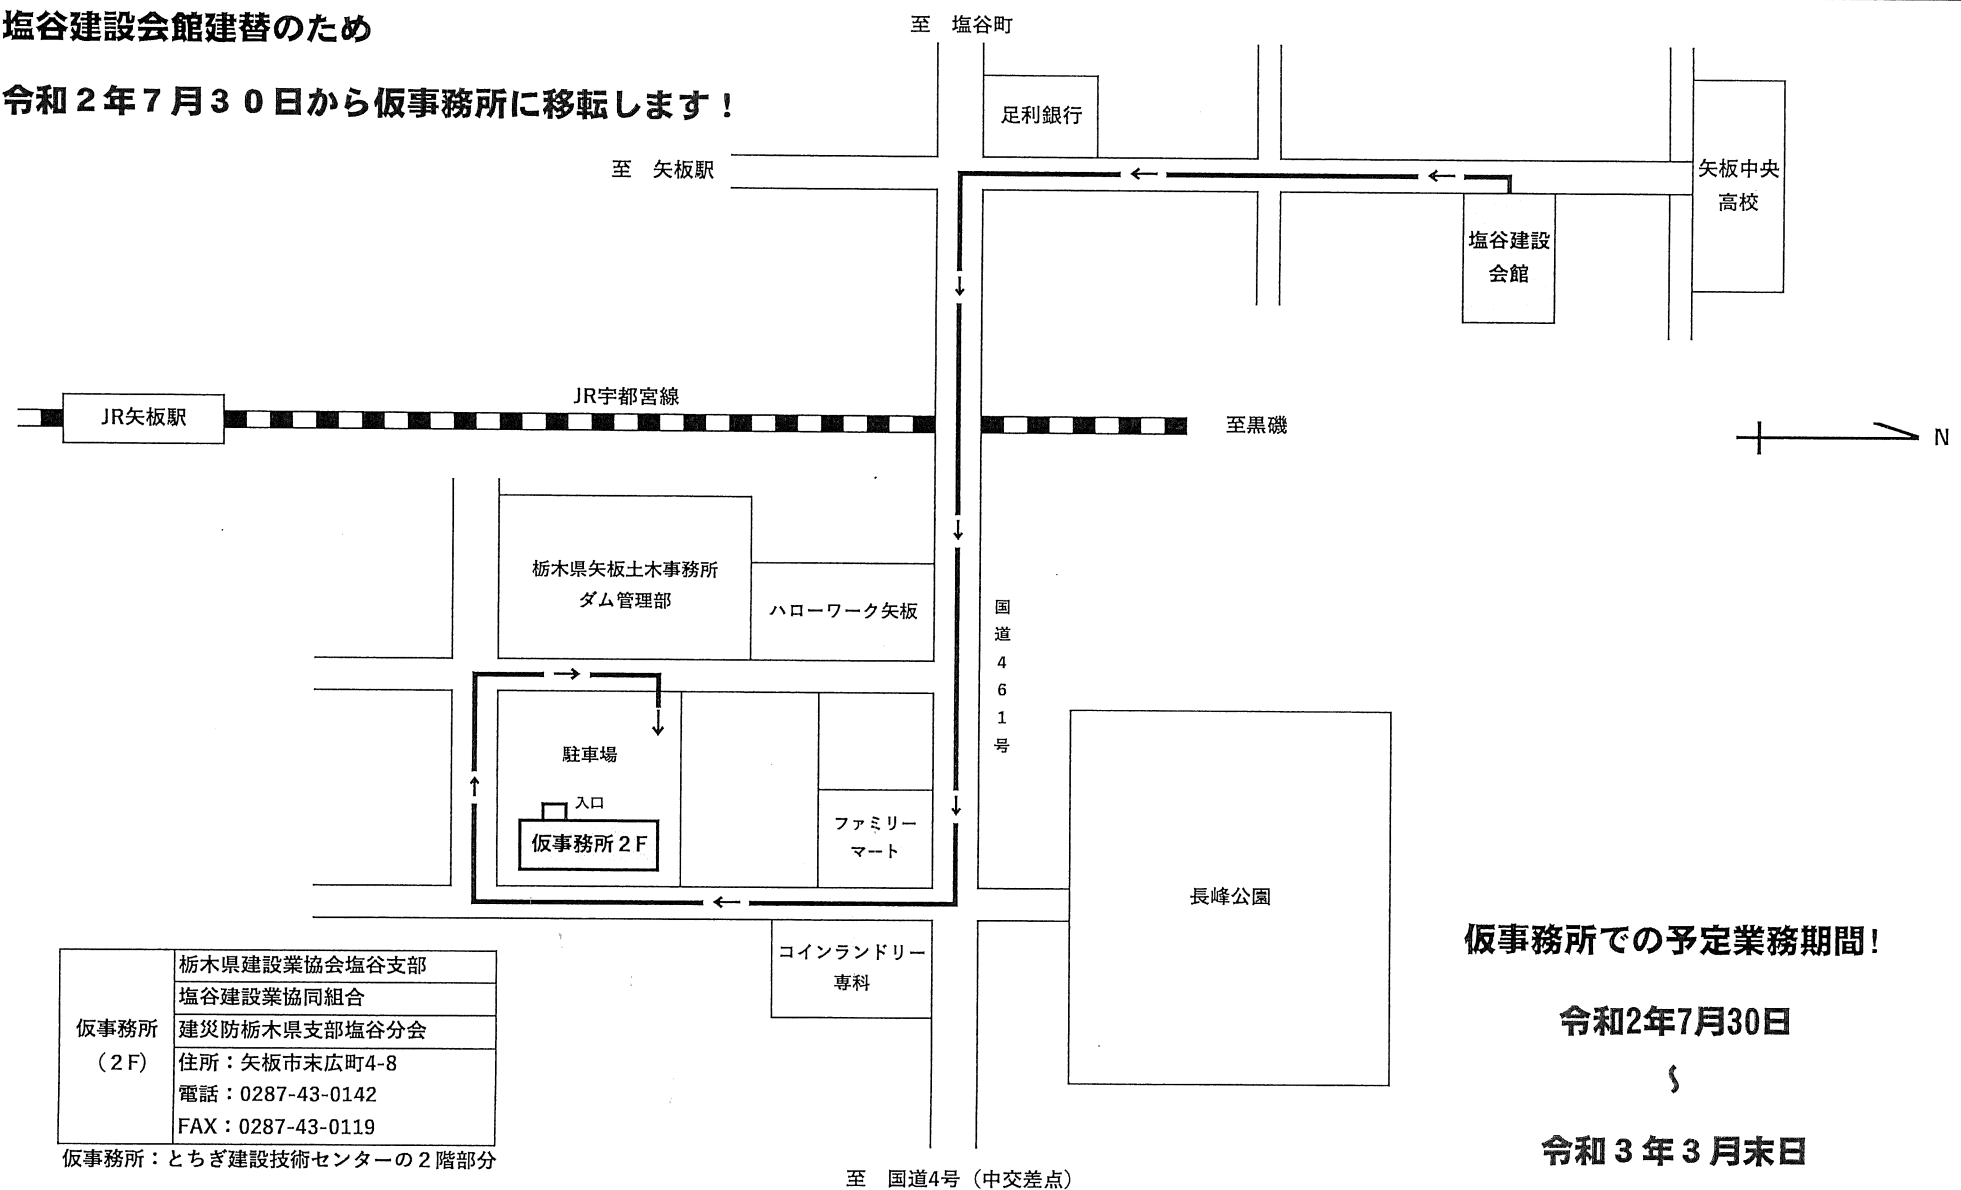 塩谷建設会館建替のため
令和２年７月３０日から仮事務所に移転します！
至　塩谷町
足利銀行
至　矢板駅
矢板中央
高校
塩谷建設
会館
JR宇都宮線
JR矢板駅
至黒磯
N
栃木県矢板土木事務所
ダム管理部
ハローワーク矢板
国道４６１号
駐車場
入口
仮事務所２F
ファミリー
マート
長峰公園
コインランドリー
専科
仮事務所
（２F）
栃木県建設業協会塩谷支部
塩谷建設業協同組合
建災防栃木県支部塩谷分会
住所：矢板市末広町4-8
電話：0287-43-0142
FAX：0287-43-0119
仮事務所：とちぎ建設技術センターの２階部分
至　国道4号（中交差点）
仮事務所での予定業務期間！
令和2年7月30日
～
令和３年３月末日